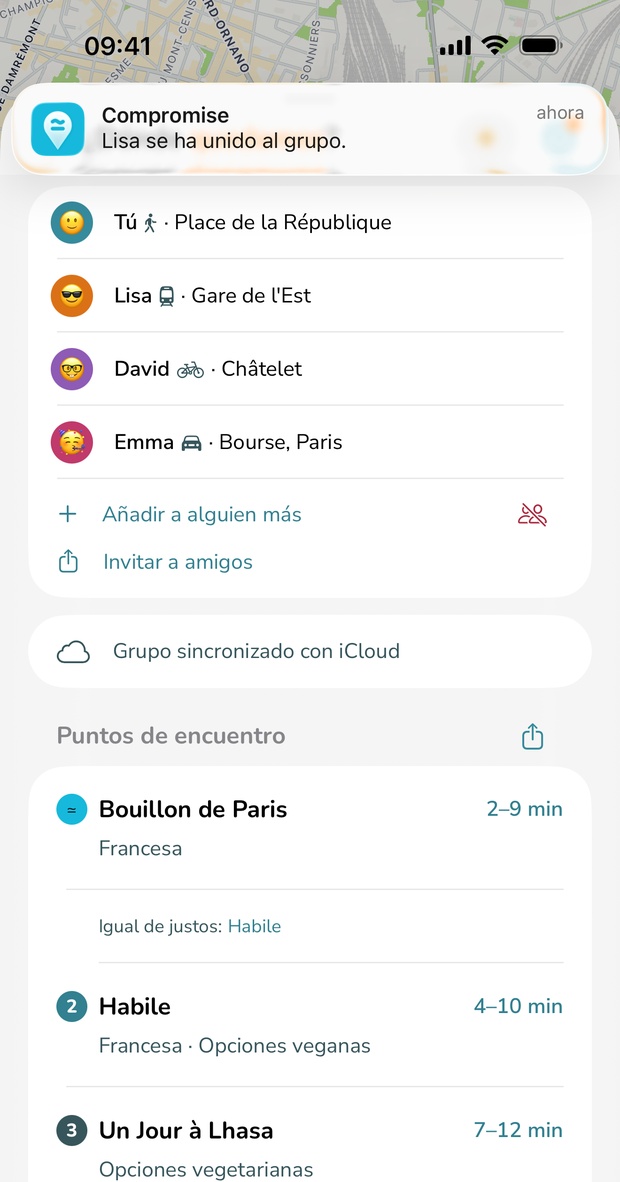 09:41
Compromise
ahora
Lisa se ha unido al grupo.
Tú · Place de la République
Lisa · Gare de l'Est
David · Châtelet
Emma · Bourse, Paris
Añadir a alguien más
Invitar a amigos
Grupo sincronizado con iCloud
Puntos de encuentro
≈ Bouillon de Paris 2–9 min
Francesa
Igual de justos: Habile
2 Habile 4–10 min
Francesa · Opciones veganas
3 Un Jour à Lhasa 7–12 min
Opciones vegetarianas